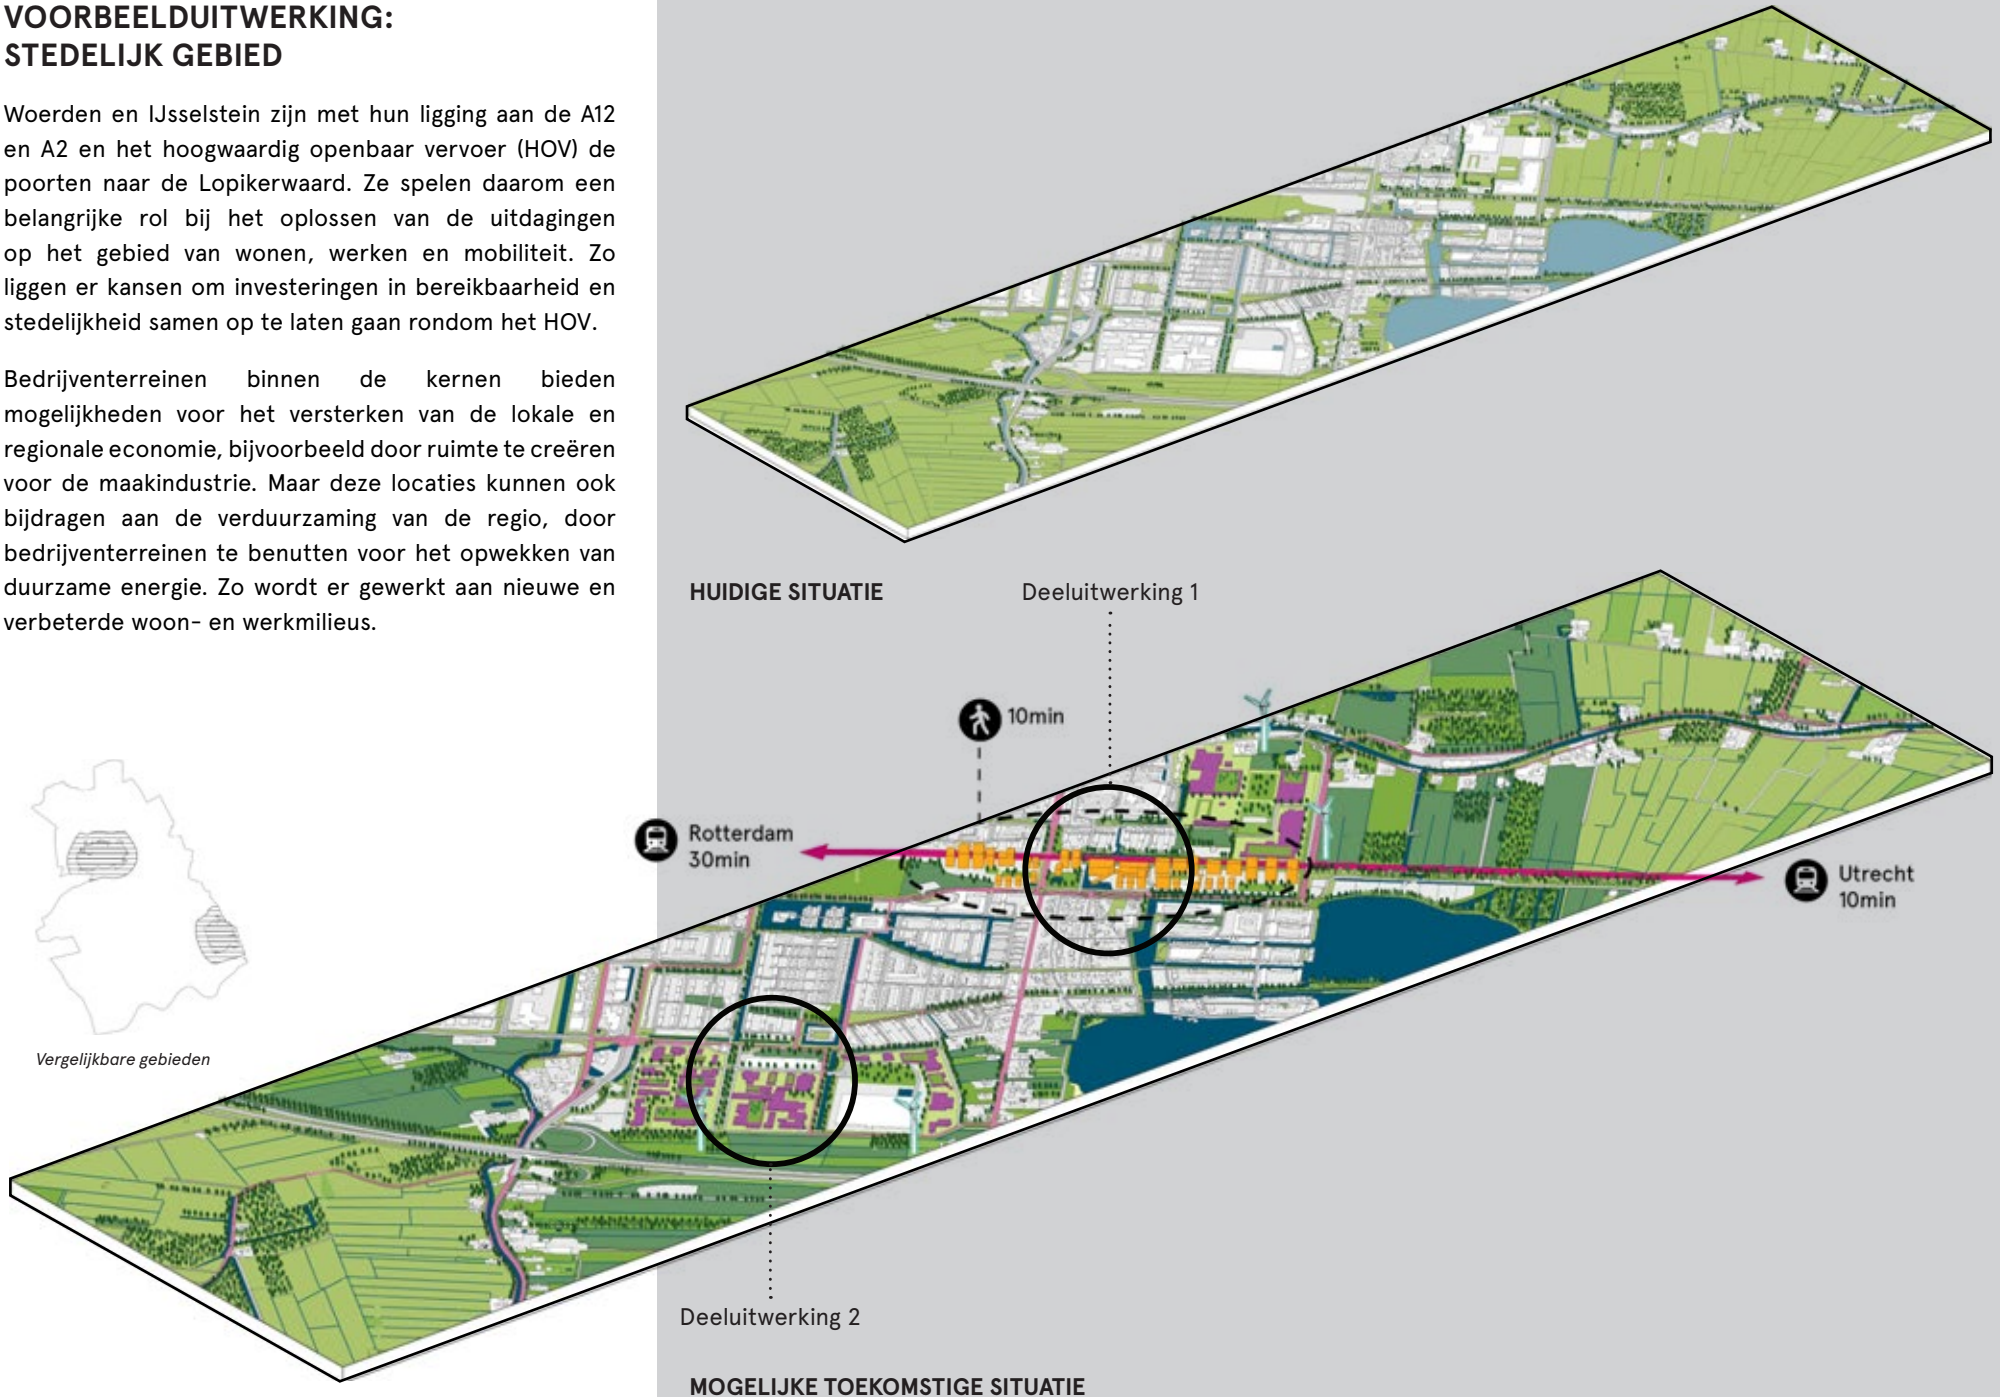 VOORBEELDUITWERKING:
STEDELIJK GEBIED
Woerden en IJsselstein zijn met hun ligging aan de A12
en A2 en het hoogwaardig openbaar vervoer (HOV) de
poorten naar de Lopikerwaard. Ze spelen daarom een
belangrijke rol bij het oplossen van de uitdagingen
op het gebied van wonen, werken en mobiliteit. Zo
liggen er kansen om investeringen in bereikbaarheid en
stedelijkheid samen op te laten gaan rondom het HOV.
Bedrijventerreinen binnen de kernen bieden
mogelijkheden voor het versterken van de lokale en
regionale economie, bijvoorbeeld door ruimte te creëren
voor de maakindustrie. Maar deze locaties kunnen ook
bijdragen aan de verduurzaming van de regio, door
bedrijventerreinen te benutten voor het opwekken van
duurzame energie. Zo wordt er gewerkt aan nieuwe en
verbeterde woon- en werkmilieus.
HUIDIGE SITUATIE
Deeluitwerking 1
10min
Rotterdam
30min
Utrecht
10min
Vergelijkbare gebieden
Deeluitwerking 2
MOGELIJKE TOEKOMSTIGE SITUATIE